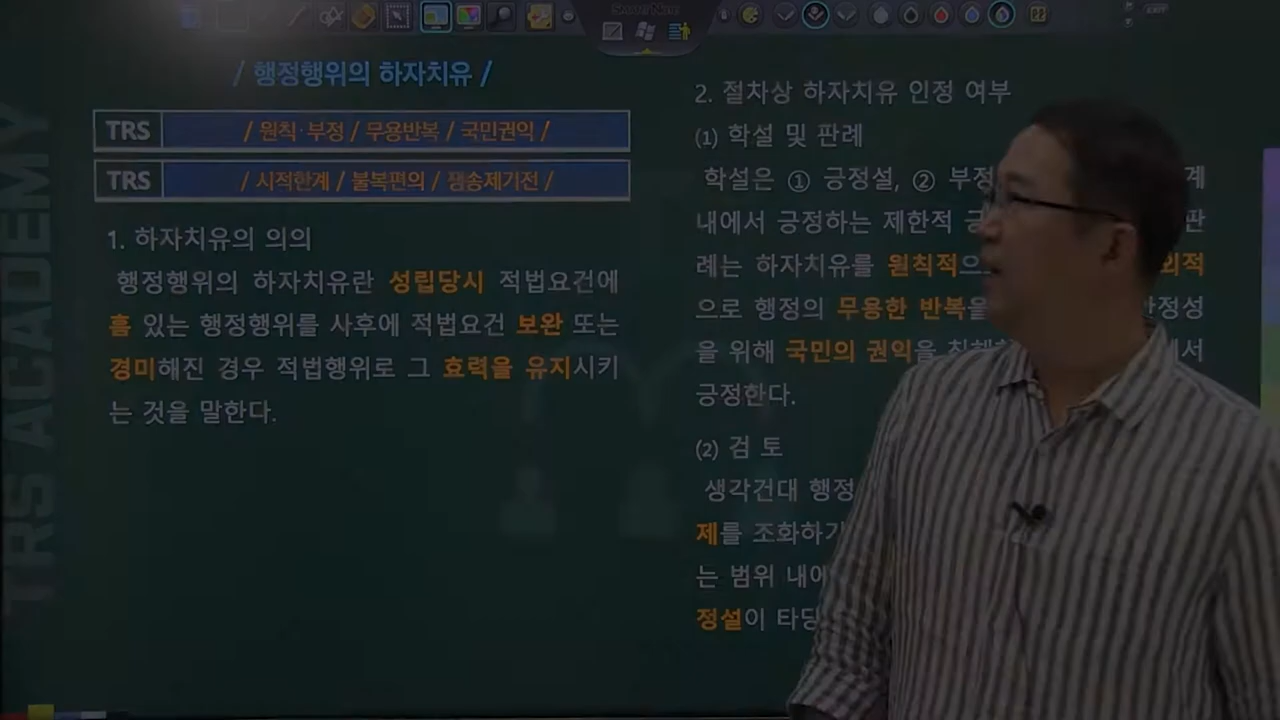 / 행정행위의 하자치유 /
TRS / 원칙·부정 / 무용반복 / 국민권익 /
TRS / 시적한계 / 불복편의 / 쟁송제기전 /
1. 하자치유의 의의
행정행위의 하자치유란 성립당시 적법요건에
흠 있는 행정행위를 사후에 적법요건 보완 또는
경미해진 경우 적법행위로 그 효력을 유지시키
는 것을 말한다.
2. 절차상 하자치유 인정 여부
(1) 학설 및 판례
학설은 ① 긍정설, ② 부정 계
내에서 긍정하는 제한적 판
례는 하자치유를 원칙적으 외적
으로 행정의 무용한 반복을
을 위해 국민의 권익을 서
긍정한다.
(2) 검 토
생각건대 행정
제를 조화하기
는 범위 내에
정설이 타당
TRS ACADEMY
EXIT